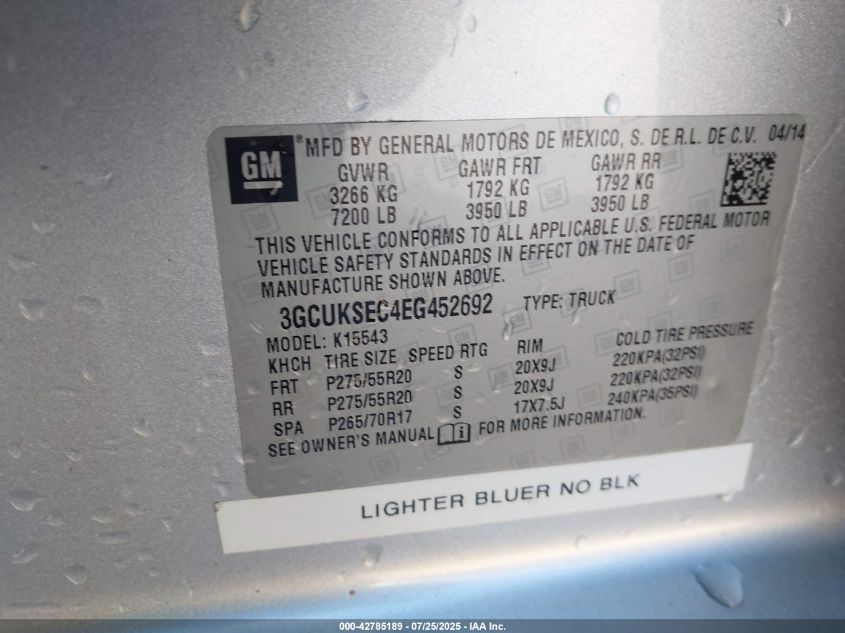 GM
® MFD BY GENERAL MOTORS DE MEXICO, S. DE R.L. DE C.V. 04/14
GVWR GAWR FRT GAWR RR
3266 KG 1792 KG 1792 KG
7200 LB 3950 LB 3950 LB
THIS VEHICLE CONFORMS TO ALL APPLICABLE U.S. FEDERAL MOTOR
VEHICLE SAFETY STANDARDS IN EFFECT ON THE DATE OF
MANUFACTURE SHOWN ABOVE.
3GCUKSEC4EG452692 TYPE: TRUCK
MODEL: K15543
KHCH TIRE SIZE SPEED RTG RIM COLD TIRE PRESSURE
FRT P275/55R20 S 20X9J 220KPA(32PSI)
RR P275/55R20 S 20X9J 220KPA(32PSI)
SPA P265/70R17 S 17X7.5J 240KPA(35PSI)
SEE OWNER'S MANUAL FOR MORE INFORMATION.
LIGHTER BLUER NO BLK
000-42785189 - 07/25/2025 - IAA Inc.